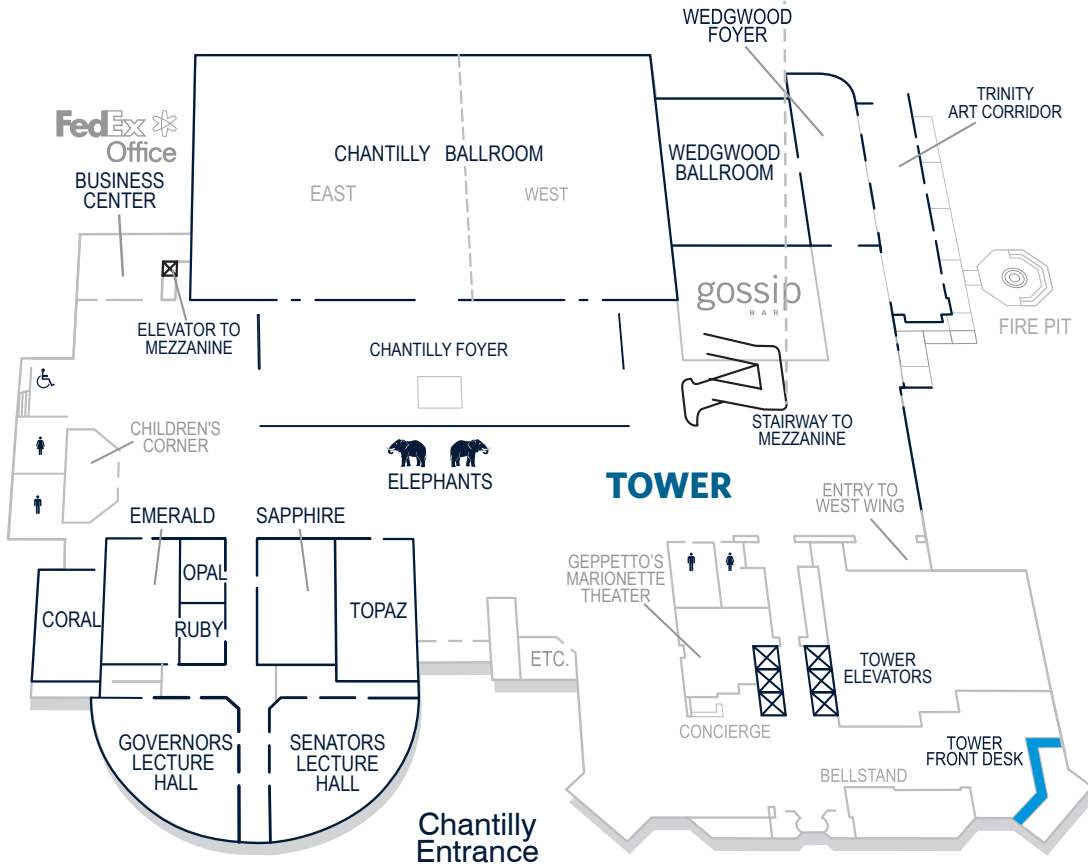 WEDGWOOD
FOYER
TRINITY
ART CORRIDOR
FedEx
Office
BUSINESS
CENTER
CHANTILLY BALLROOM
EAST
WEST
WEDGWOOD
BALLROOM
gossip
BAR
FIRE PIT
ELEVATOR TO
MEZZANINE
CHANTILLY FOYER
STAIRWAY TO
MEZZANINE
CHILDREN'S
CORNER
ELEPHANTS
TOWER
ENTRY TO
WEST WING
EMERALD
SAPPHIRE
GEPPETTO'S
MARIONETTE
THEATER
OPAL
CORAL
RUBY
TOPAZ
ETC.
TOWER
ELEVATORS
CONCIERGE
GOVERNORS
LECTURE
HALL
SENATORS
LECTURE
HALL
TOWER
FRONT DESK
BELLSTAND
Chantilly
Entrance